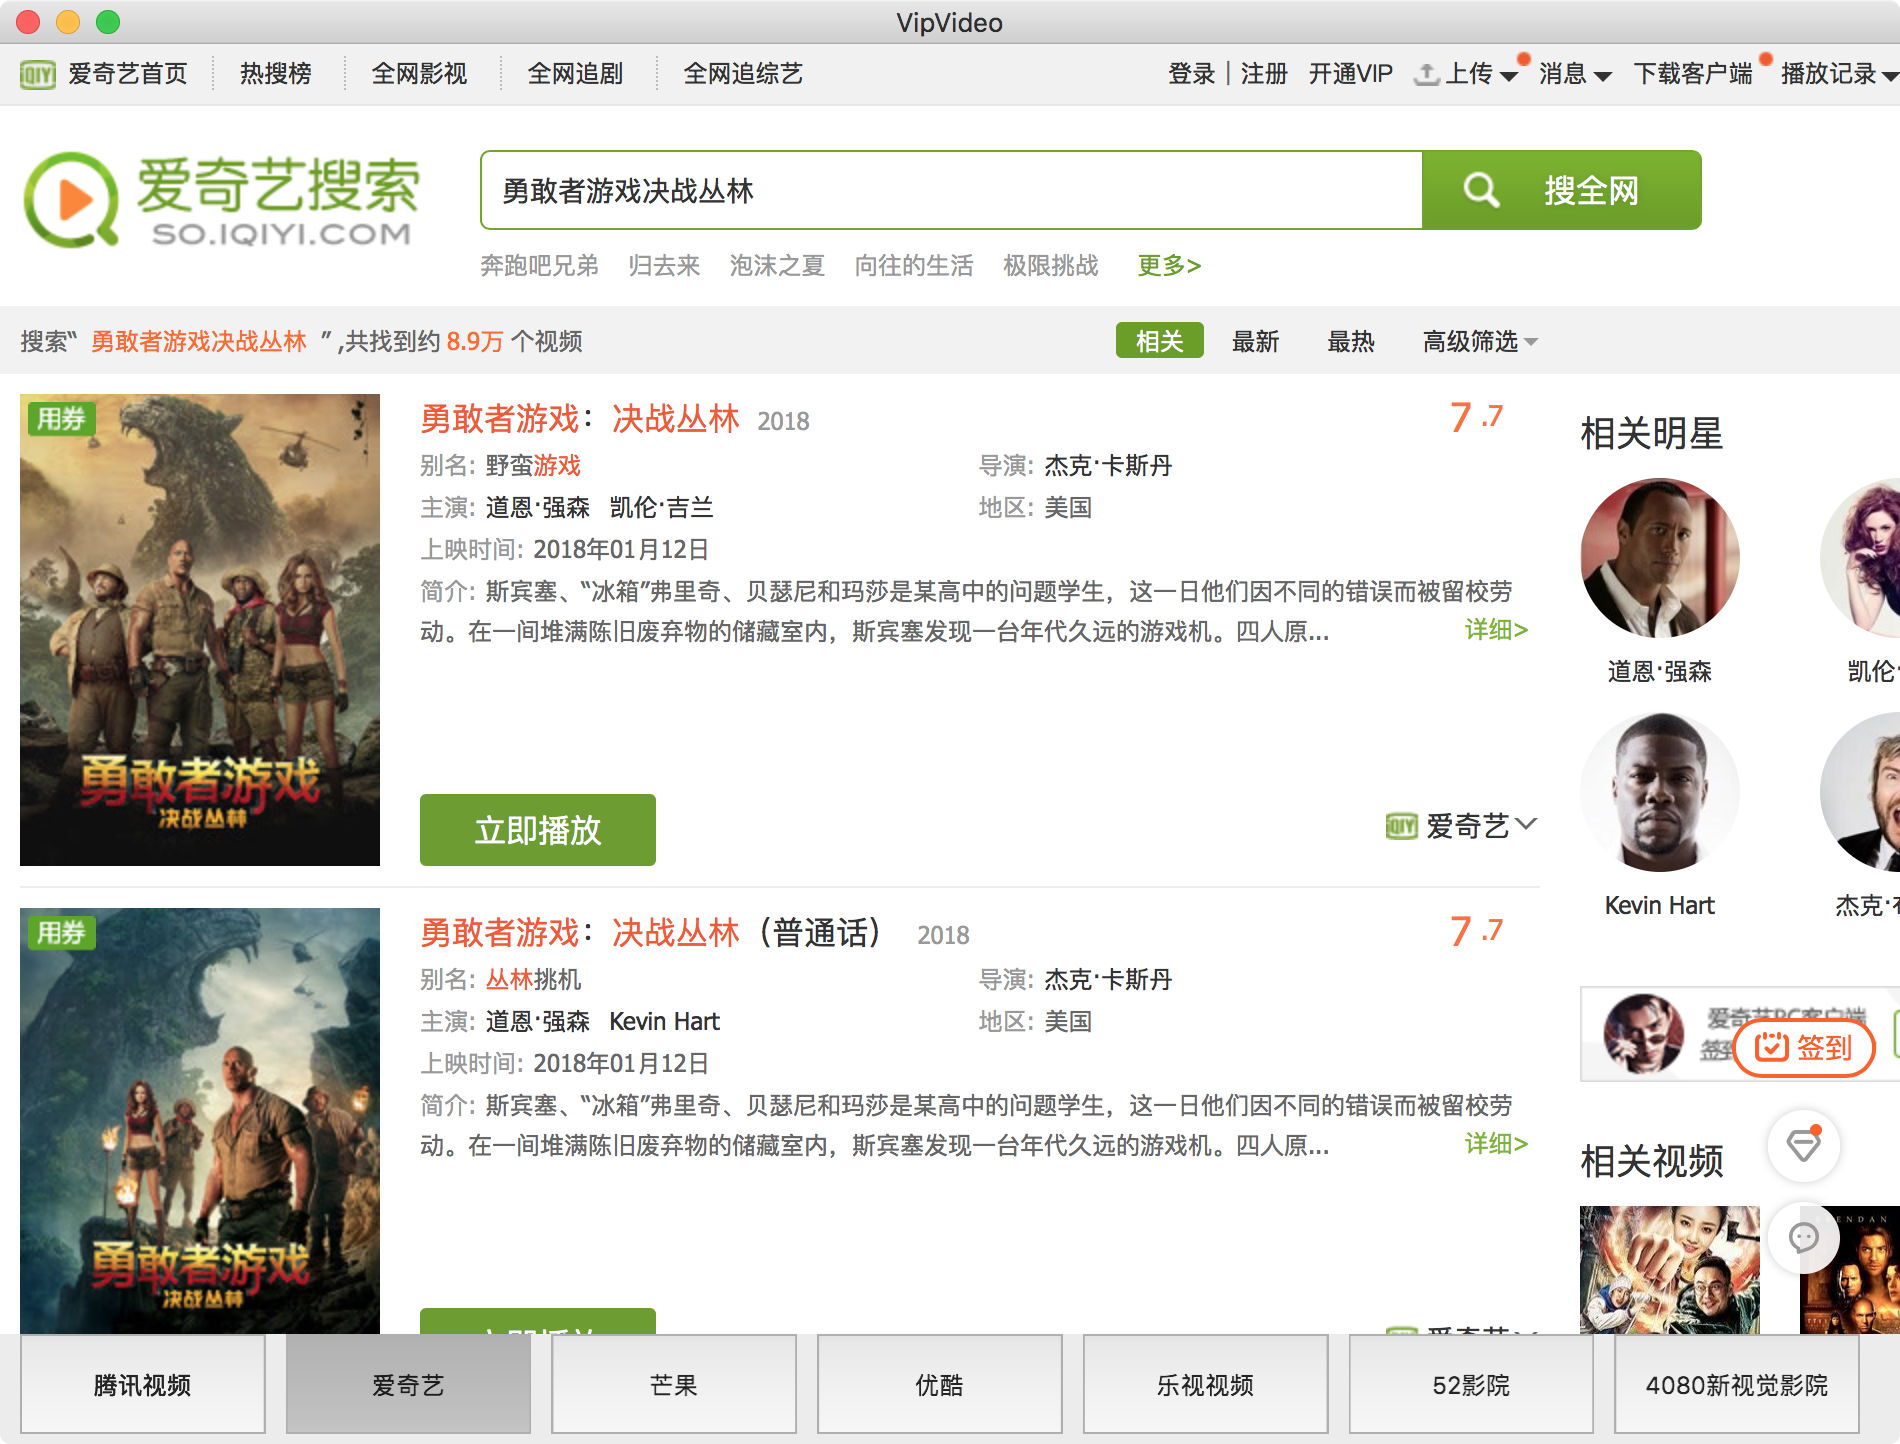 VipVideo
iQIYI 爱奇艺首页 热搜榜 全网影视 全网追剧 全网追综艺 登录 | 注册 开通VIP 上传 消息 下载客户端 播放记录
爱奇艺搜索
SO.IQIYI.COM
勇敢者游戏决战丛林 搜全网
奔跑吧兄弟 归去来 泡沫之夏 向往的生活 极限挑战 更多>
搜索“ 勇敢者游戏决战丛林 ” ,共找到约 8.9万 个视频 相关 最新 最热 高级筛选
用券
勇敢者游戏
决战丛林
勇敢者游戏：决战丛林 2018 7.7
别名: 野蛮游戏 导演: 杰克·卡斯丹
主演: 道恩·强森 凯伦·吉兰 地区: 美国
上映时间: 2018年01月12日
简介: 斯宾塞、“冰箱”弗里奇、贝瑟尼和玛莎是某高中的问题学生，这一日他们因不同的错误而被留校劳
动。在一间堆满陈旧废弃物的储藏室内，斯宾塞发现一台年代久远的游戏机。四人原... 详细>
立即播放 iQIYI 爱奇艺
用券
勇敢者游戏
决战丛林
勇敢者游戏：决战丛林（普通话） 2018 7.7
别名: 丛林挑机 导演: 杰克·卡斯丹
主演: 道恩·强森 Kevin Hart 地区: 美国
上映时间: 2018年01月12日
简介: 斯宾塞、“冰箱”弗里奇、贝瑟尼和玛莎是某高中的问题学生，这一日他们因不同的错误而被留校劳
动。在一间堆满陈旧废弃物的储藏室内，斯宾塞发现一台年代久远的游戏机。四人原... 详细>
立即播放 爱奇艺
相关明星
道恩·强森 凯伦·
Kevin Hart 杰克·
爱奇艺PC客户端
签到
签到
相关视频
腾讯视频 爱奇艺 芒果 优酷 乐视视频 52影院 4080新视觉影院